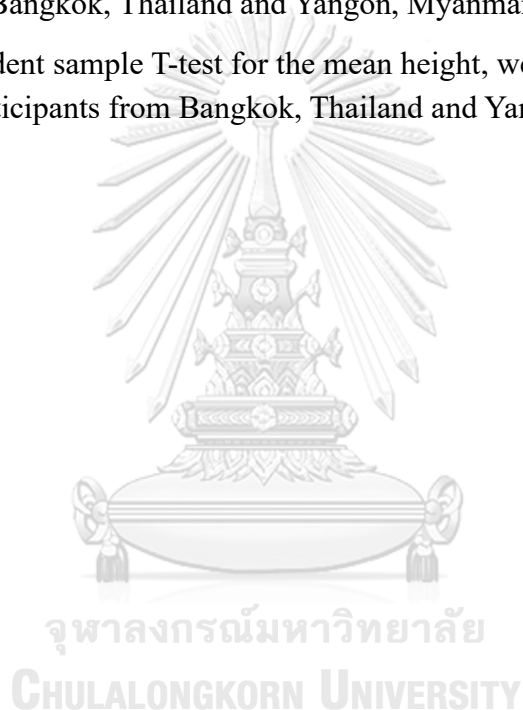 Bangkok, Thailand and Yangon, Myanmar
dent sample T-test for the mean height, we
ticipants from Bangkok, Thailand and Yan
จุฬาลงกรณ์มหาวิทยาลัย
CHULALONGKORN UNIVERSITY